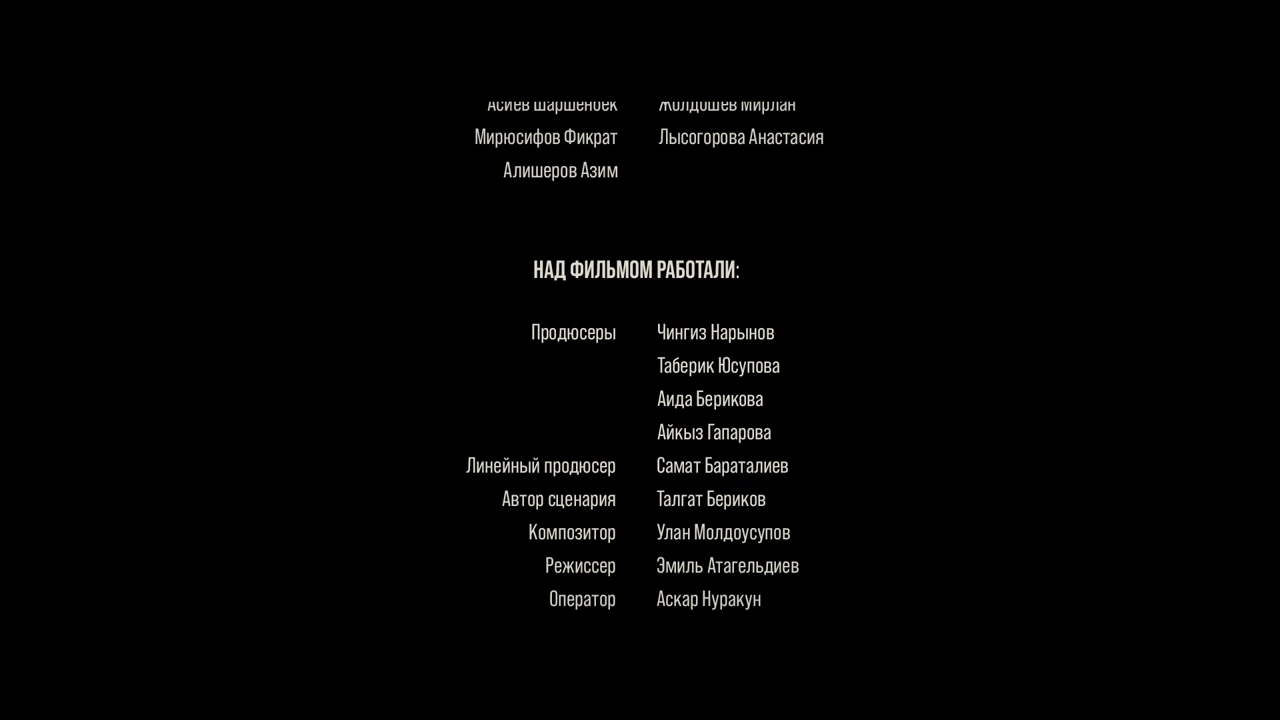 Асиев Шаршенбек Жолдошев Мирлан
Мирюсифов Фикрат Лысогорова Анастасия
Алишеров Азим
НАД ФИЛЬМОМ РАБОТАЛИ:
Продюсеры Чингиз Нарынов
Таберик Юсупова
Аида Берикова
Айкыз Гапарова
Линейный продюсер Самат Бараталиев
Автор сценария Талгат Бериков
Композитор Улан Молдоусупов
Режиссер Эмиль Атагельдиев
Оператор Аскар Нуракун